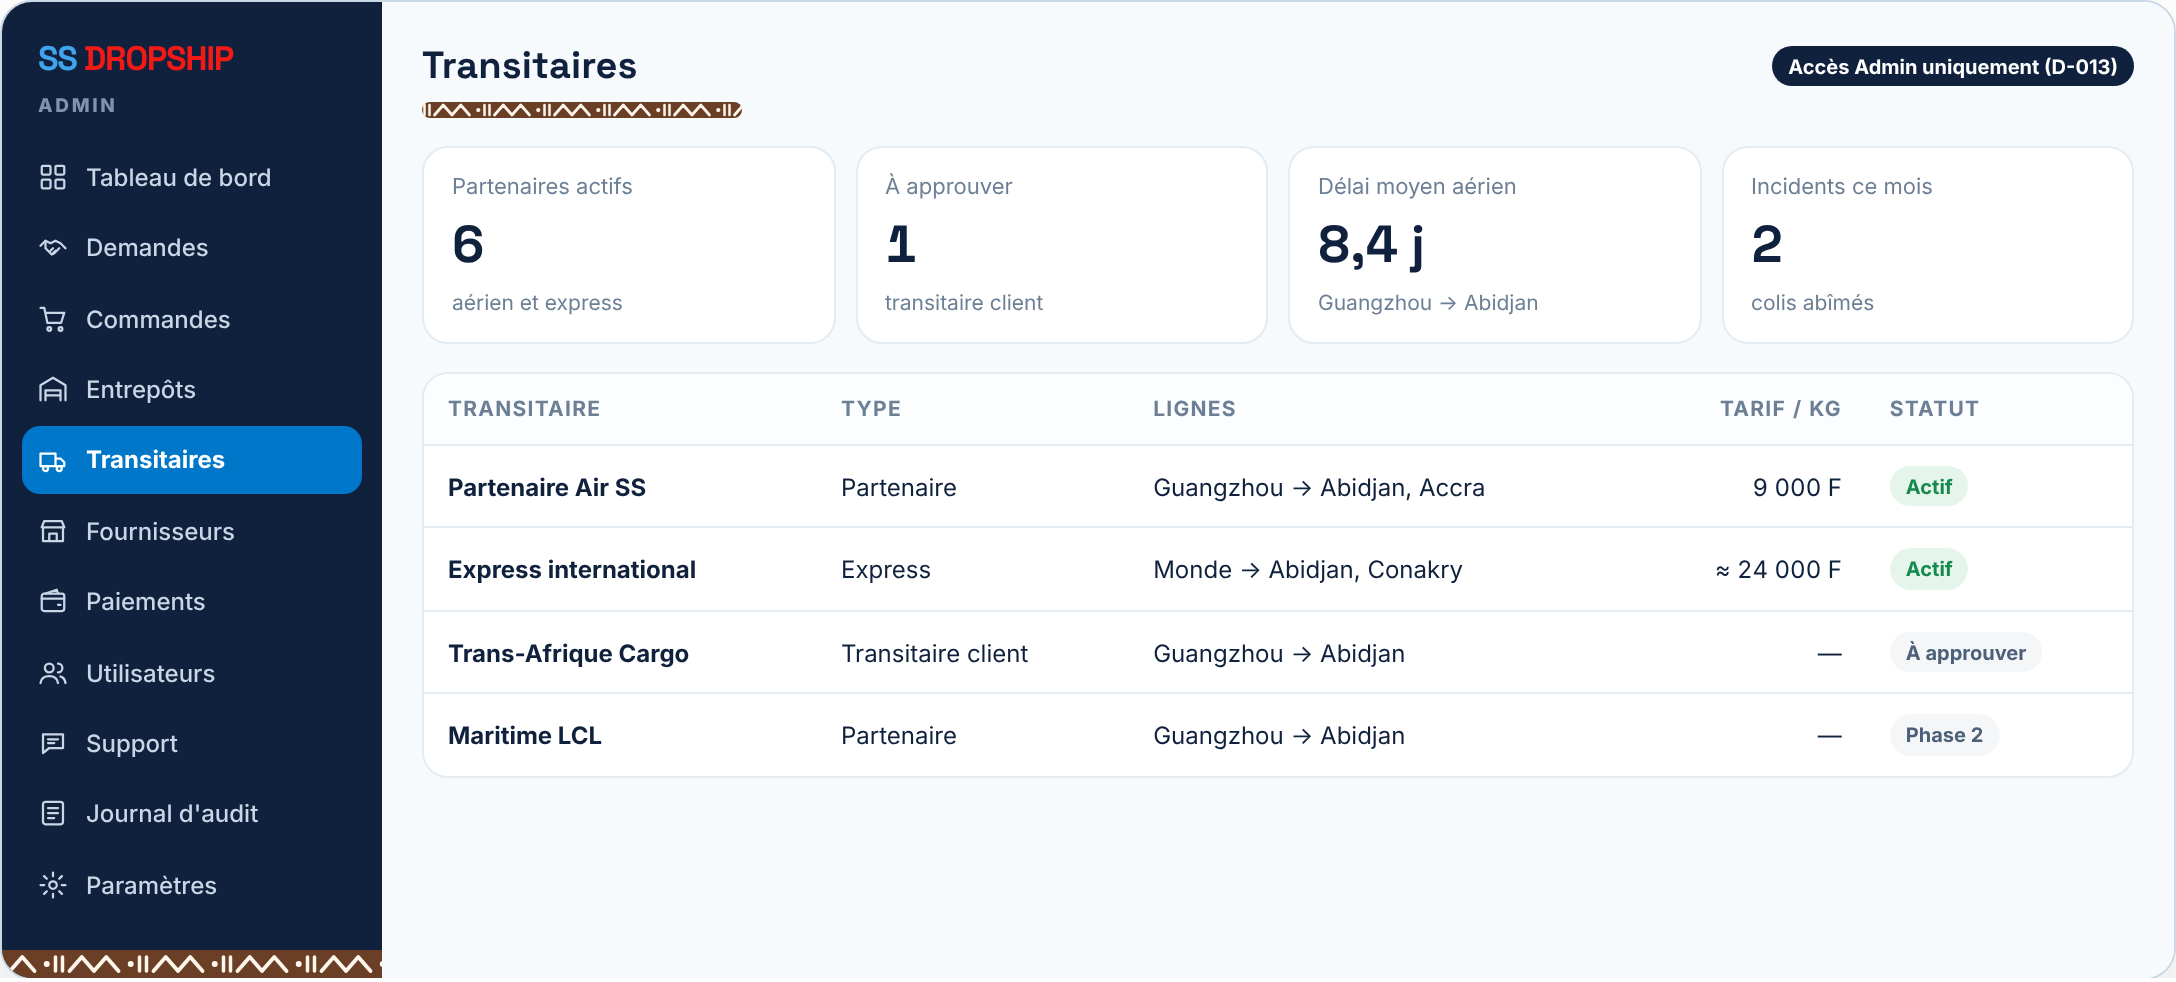 SS DROPSHIP
ADMIN
Tableau de bord
Demandes
Commandes
Entrepôts
Transitaires
Fournisseurs
Paiements
Utilisateurs
Support
Journal d'audit
Paramètres
Transitaires
Accès Admin uniquement (D-013)
Partenaires actifs
6
aérien et express
À approuver
1
transitaire client
Délai moyen aérien
8,4 j
Guangzhou → Abidjan
Incidents ce mois
2
colis abîmés
TRANSITAIRE TYPE LIGNES TARIF / KG STATUT
Partenaire Air SS Partenaire Guangzhou → Abidjan, Accra 9 000 F Actif
Express international Express Monde → Abidjan, Conakry ≈ 24 000 F Actif
Trans-Afrique Cargo Transitaire client Guangzhou → Abidjan — À approuver
Maritime LCL Partenaire Guangzhou → Abidjan — Phase 2